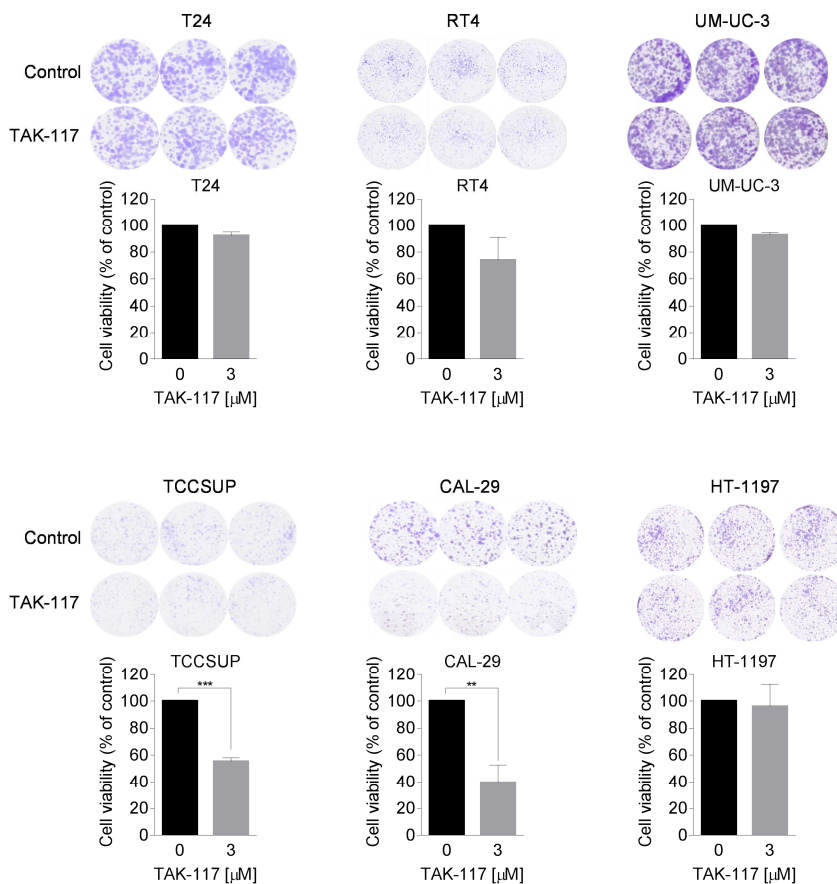 T24 RT4 UM-UC-3
Control
TAK-117
T24 RT4 UM-UC-3
Cell viability (% of control)
120
100
80
60
40
20
0
0 3
TAK-117 [µM]
Cell viability (% of control)
120
100
80
60
40
20
0
0 3
TAK-117 [µM]
Cell viability (% of control)
120
100
80
60
40
20
0
0 3
TAK-117 [µM]
TCCSUP CAL-29 HT-1197
Control
TAK-117
TCCSUP CAL-29 HT-1197
Cell viability (% of control)
120
100
80
60
40
20
0
***
0 3
TAK-117 [µM]
Cell viability (% of control)
120
100
80
60
40
20
0
**
0 3
TAK-117 [µM]
Cell viability (% of control)
120
100
80
60
40
20
0
0 3
TAK-117 [µM]